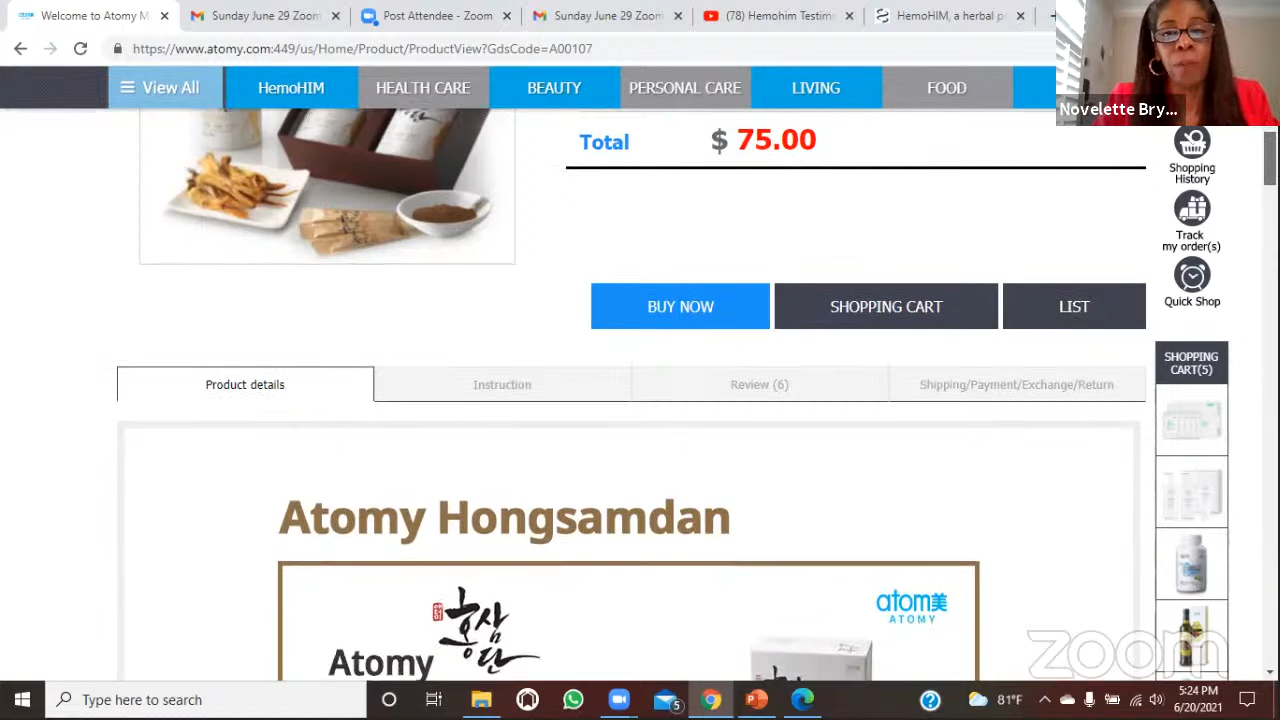 Welcome to Atomy M
Sunday June 29 Zoom
Post Attendee - Zoom
Sunday June 29 Zoom
(78) Hemohim Testim
HemoHIM, a herbal p
https://www.atomy.com:449/us/Home/Product/ProductView?GdsCode=A00107
View All
HemoHIM
HEALTH CARE
BEAUTY
PERSONAL CARE
LIVING
FOOD
Novelette Bry...
Total
$ 75.00
Shopping
History
Track
my order(s)
Quick Shop
BUY NOW
SHOPPING CART
LIST
SHOPPING
CART(5)
Product details
Instruction
Review (6)
Shipping/Payment/Exchange/Return
Atomy Hongsamdan
Atomy
홍삼단
atom美
ATOMY
zoom
Type here to search
5
81°F
5:24 PM
6/20/2021